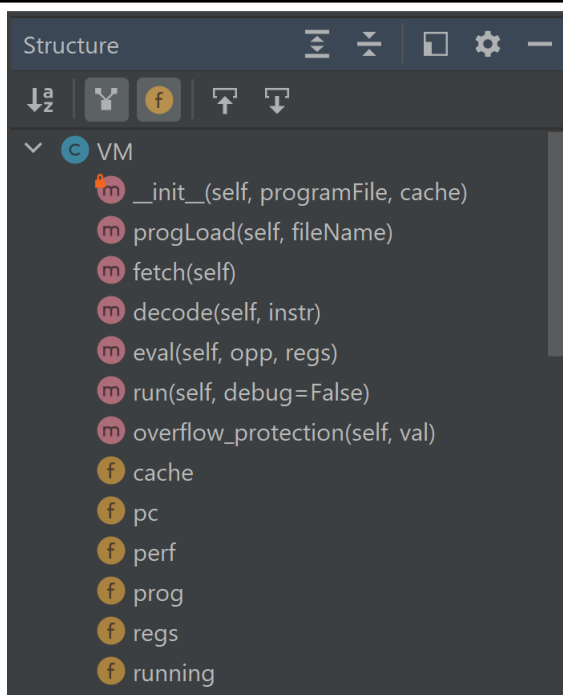 Structure
a
z
f
C VM
m __init__(self, programFile, cache)
m progLoad(self, fileName)
m fetch(self)
m decode(self, instr)
m eval(self, opp, regs)
m run(self, debug=False)
m overflow_protection(self, val)
f cache
f pc
f perf
f prog
f regs
f running